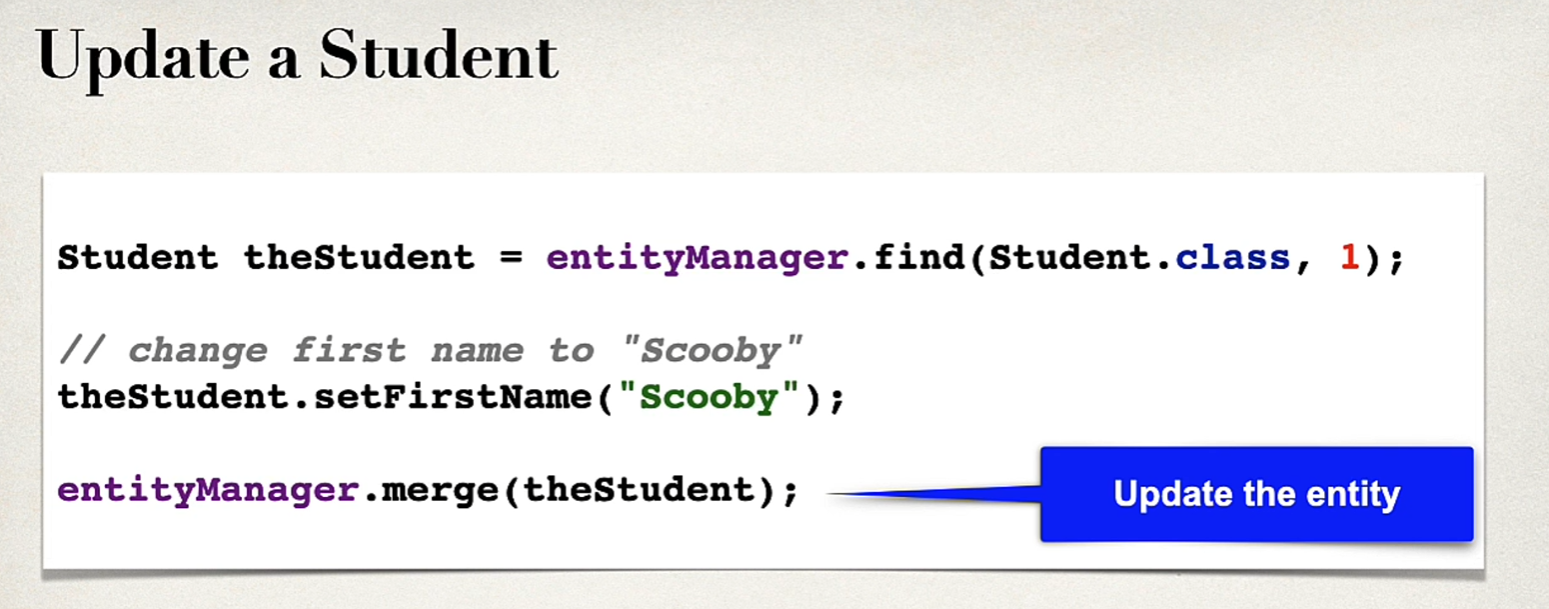 Update a Student
Student theStudent = entityManager.find(Student.class, 1);
// change first name to "Scooby"
theStudent.setFirstName("Scooby");
entityManager.merge(theStudent);
Update the entity